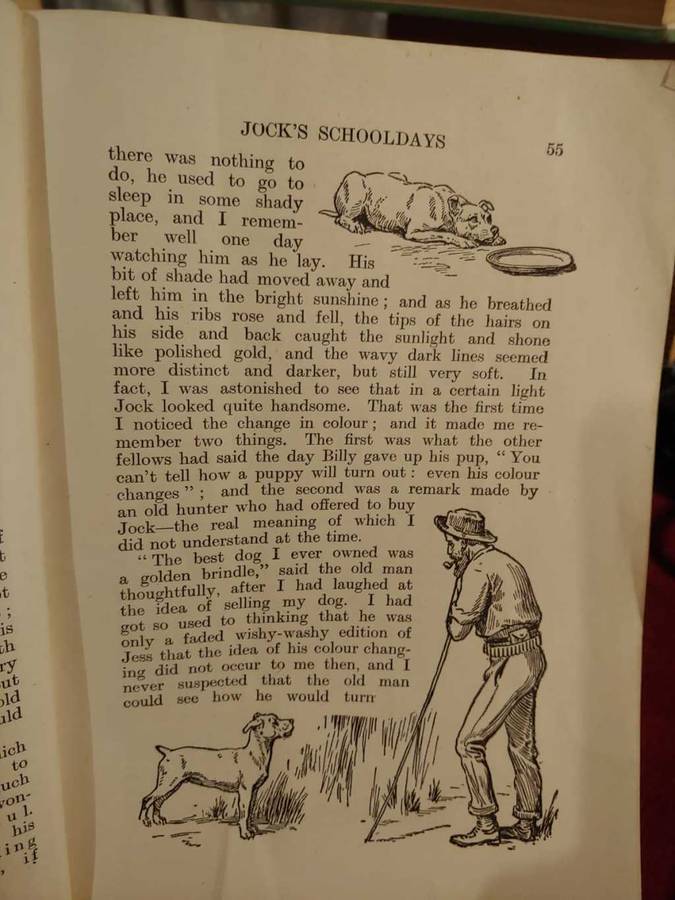 JOCK'S SCHOOLDAYS 55
there was nothing to
do, he used to go to
sleep in some shady
place, and I remem-
ber well one day
watching him as he lay. His
bit of shade had moved away and
left him in the bright sunshine; and as he breathed
and his ribs rose and fell, the tips of the hairs on
his side and back caught the sunlight and shone
like polished gold, and the wavy dark lines seemed
more distinct and darker, but still very soft. In
fact, I was astonished to see that in a certain light
Jock looked quite handsome. That was the first time
I noticed the change in colour; and it made me re-
member two things. The first was what the other
fellows had said the day Billy gave up his pup, "You
can't tell how a puppy will turn out: even his colour
changes"; and the second was a remark made by
an old hunter who had offered to buy
Jock—the real meaning of which I
did not understand at the time.
"The best dog I ever owned was
a golden brindle," said the old man
thoughtfully, after I had laughed at
the idea of selling my dog. I had
got so used to thinking that he was
only a faded wishy-washy edition of
Jess that the idea of his colour chang-
ing did not occur to me then, and I
never suspected that the old man
could see how he would turn